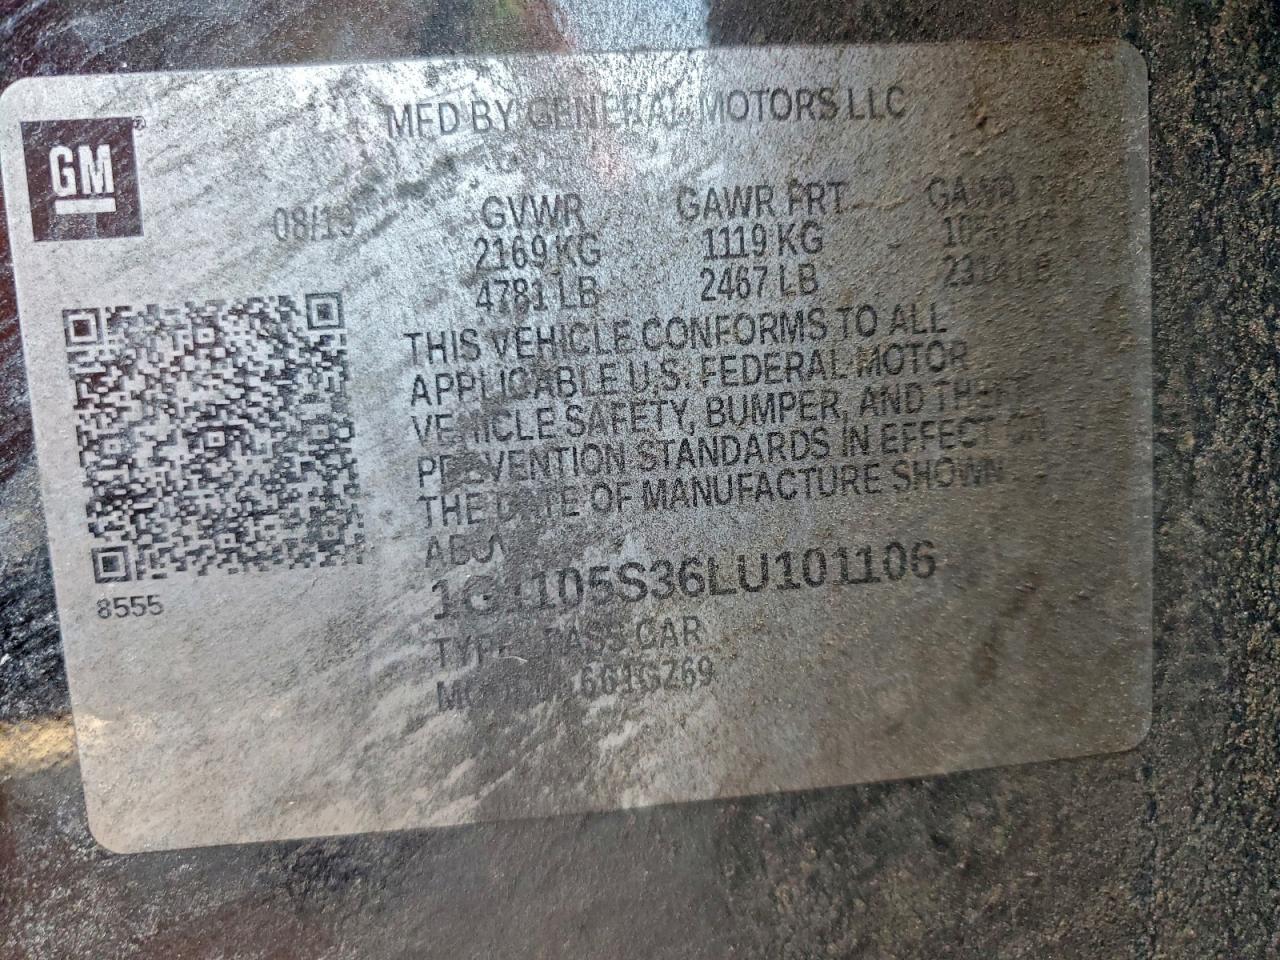 MFD BY GENERAL MOTORS LLC
GM
08/19 GVWR GAWR FRT
2169 KG 1119 KG
4781 LB 2467 LB
THIS VEHICLE CONFORMS TO ALL
APPLICABLE U.S. FEDERAL MOTOR
VEHICLE SAFETY, BUMPER, AND THEFT
PREVENTION STANDARDS IN EFFECT ON
THE DATE OF MANUFACTURE SHOWN
8555
TYPE: PASS CAR